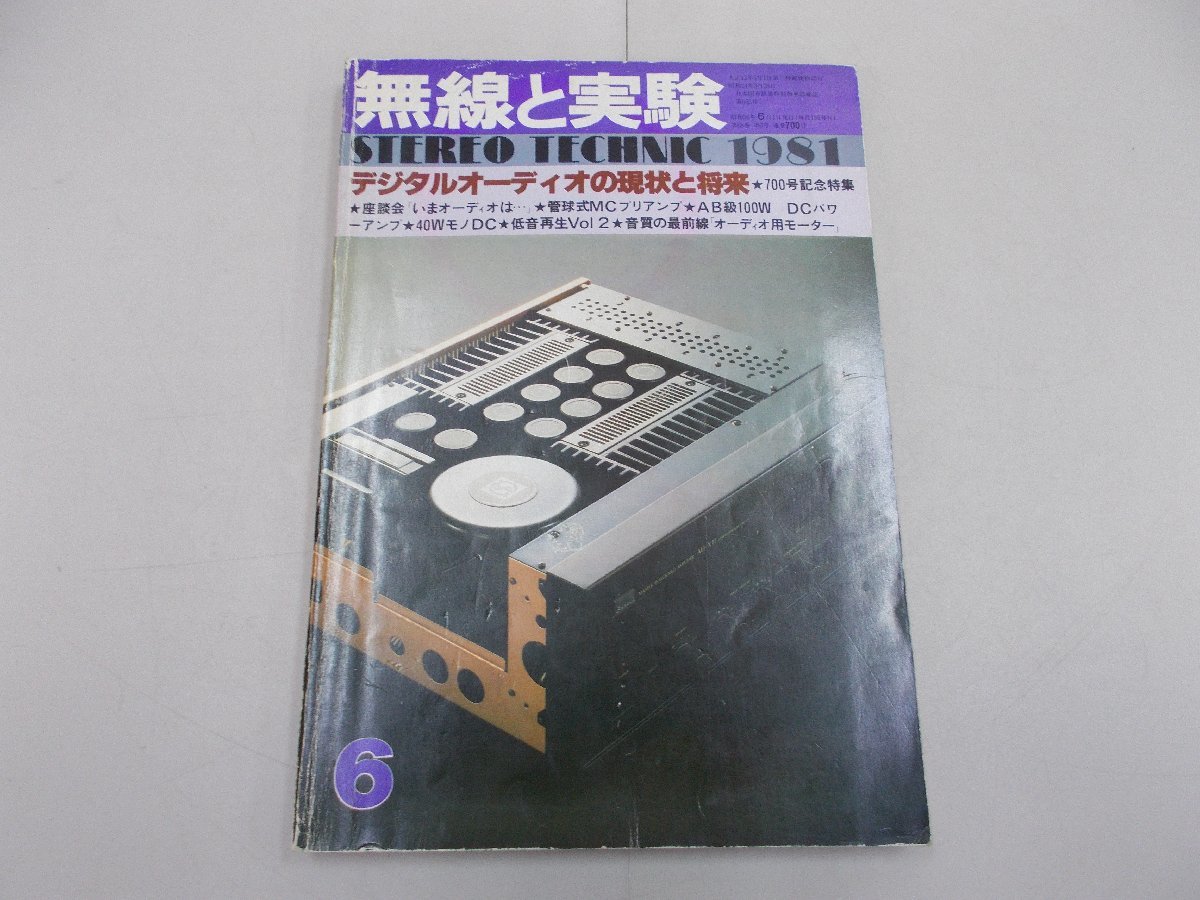 無線と実験
STEREO TECHNIC 1981
デジタルオーディオの現状と将来★700号記念特集
★座談会「いまオーディオは…」★管球式MCプリアンプ★AB級100W DCパワ
ーアンプ★40WモノDC★低音再生Vol 2★音質の最前線「オーディオ用モーター」
6